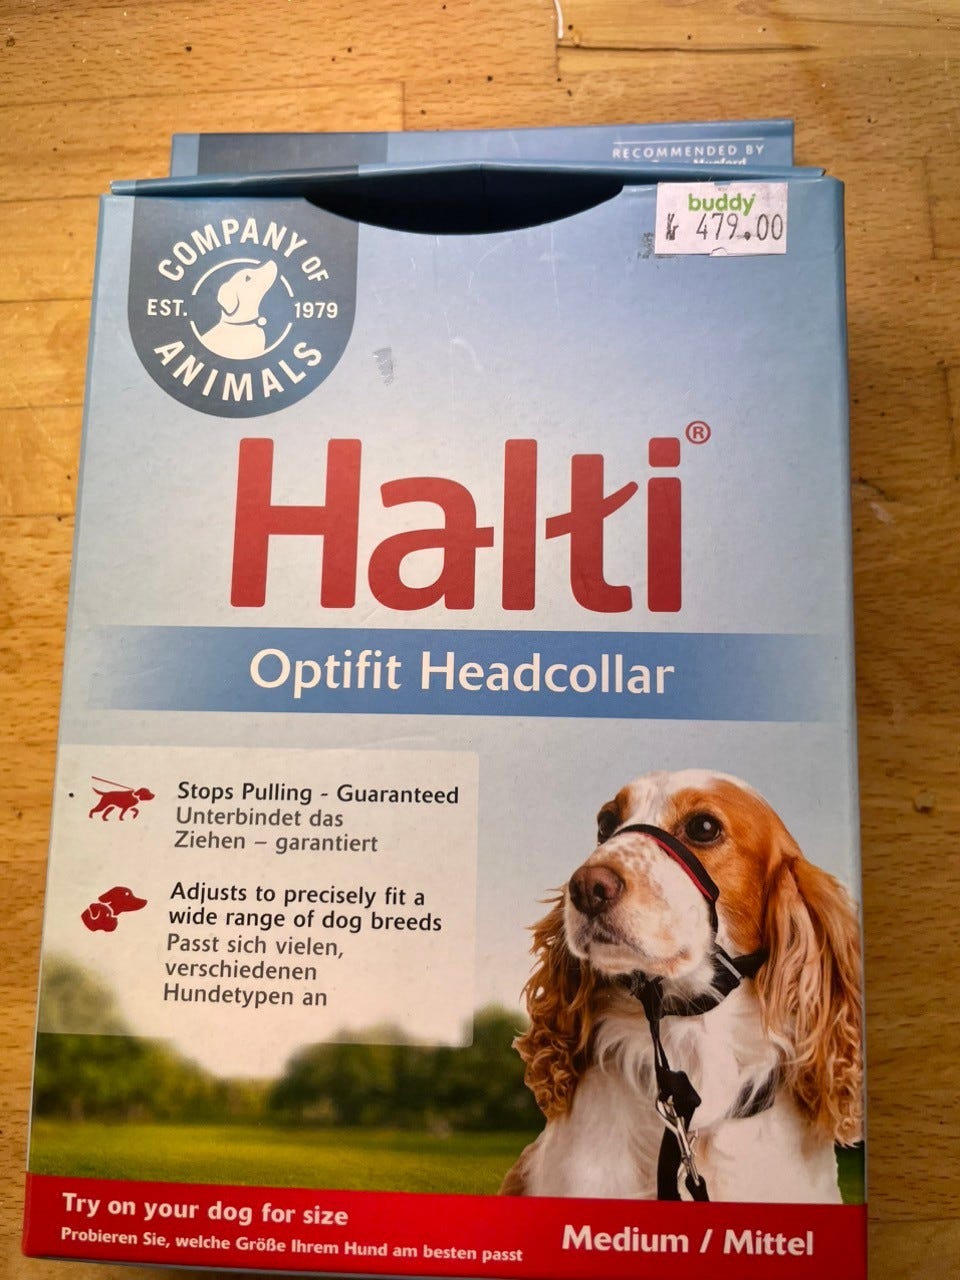 RECOMMENDED BY
buddy
kr 479.00
COMPANY OF
EST. 1979
ANIMALS
Halti®
Optifit Headcollar
Stops Pulling - Guaranteed
Unterbindet das
Ziehen – garantiert
Adjusts to precisely fit a
wide range of dog breeds
Passt sich vielen,
verschiedenen
Hundetypen an
Try on your dog for size
Probieren Sie, welche Größe Ihrem Hund am besten passt
Medium / Mittel